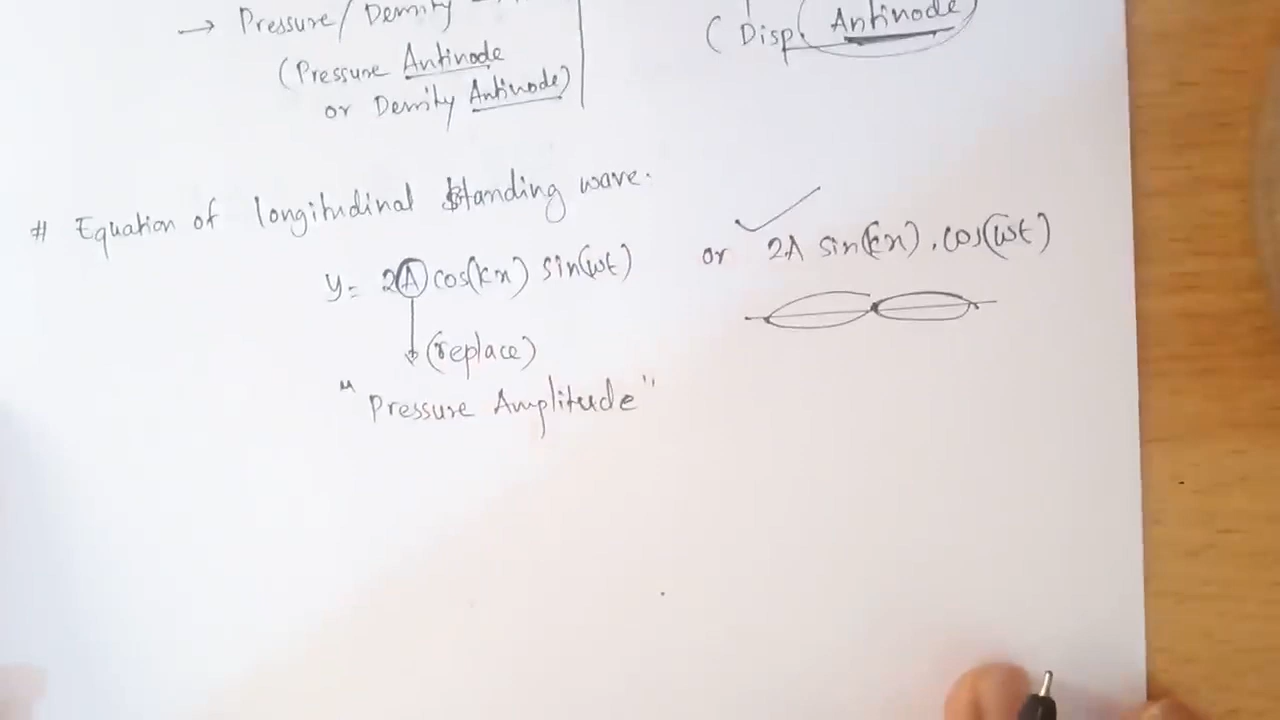 → Pressure/Density
(Pressure Antinode
or Density Antinode)
(Disp. Antinode)
# Equation of longitudinal standing wave.
y = 2A cos(kx) sin(ωt) or 2A sin(kx) . cos(ωt)
(replace)
"Pressure Amplitude"